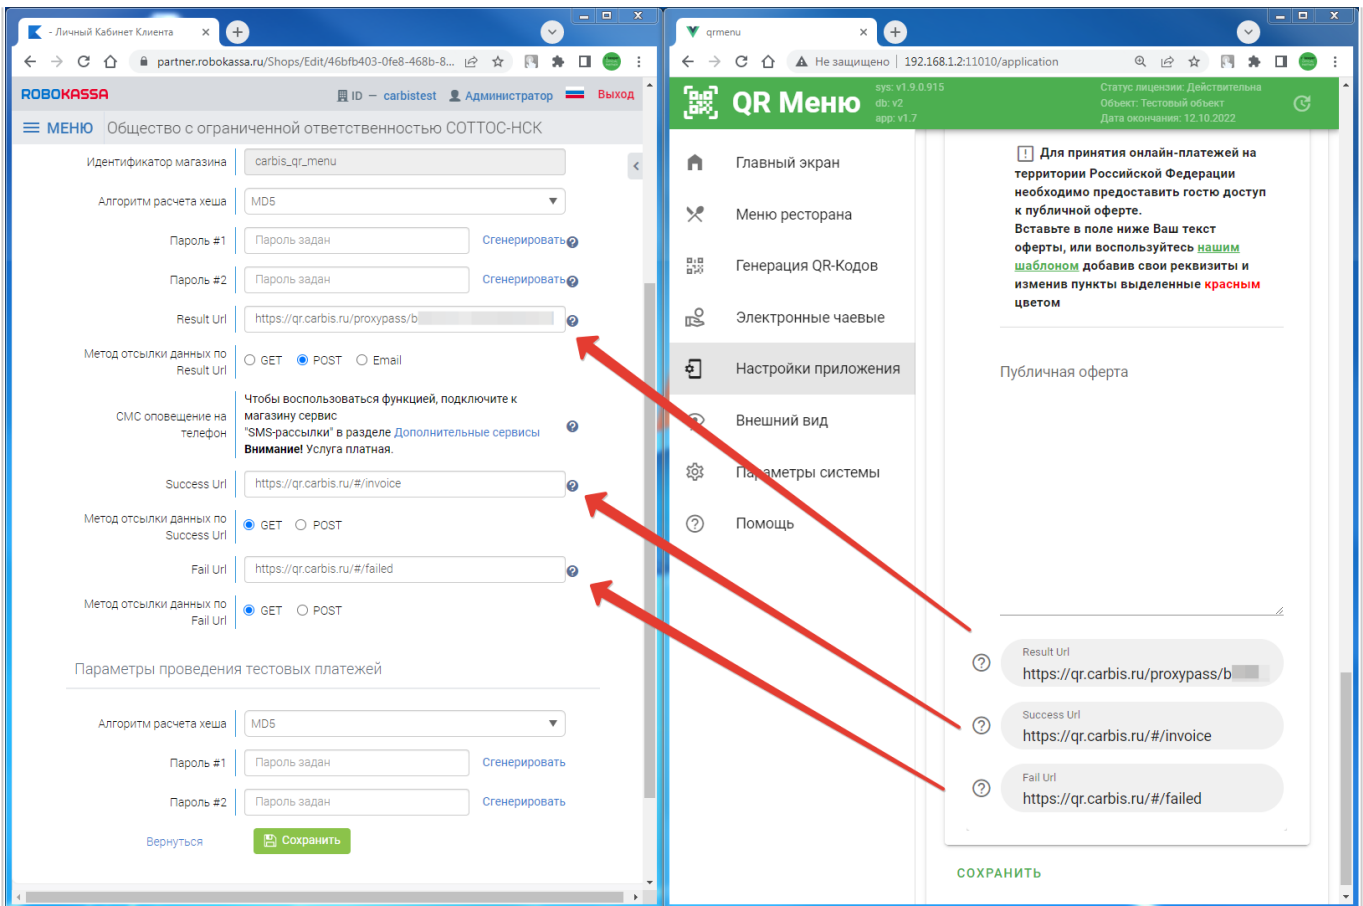 - Личный Кабинет Клиента
partner.robokassa.ru/Shops/Edit/46bfb403-0fe8-468b-8...
ROBOKASSA
ID — carbistest
Администратор
Выход
МЕНЮ
Общество с ограниченной ответственностью СОТТОС-НСК
Идентификатор магазина
carbis_qr_menu
Алгоритм расчета хеша
MD5
Пароль #1
Пароль задан
Сгенерировать
Пароль #2
Пароль задан
Сгенерировать
Result Url
https://qr.carbis.ru/proxypass/b
Метод отсылки данных по
Result Url
GET
POST
Email
СМС оповещение на
телефон
Чтобы воспользоваться функцией, подключите к
магазину сервис
"SMS-рассылки" в разделе Дополнительные сервисы
Внимание! Услуга платная.
Success Url
https://qr.carbis.ru/#/invoice
Метод отсылки данных по
Success Url
GET
POST
Fail Url
https://qr.carbis.ru/#/failed
Метод отсылки данных по
Fail Url
GET
POST
Параметры проведения тестовых платежей
Алгоритм расчета хеша
MD5
Пароль #1
Пароль задан
Сгенерировать
Пароль #2
Пароль задан
Сгенерировать
Вернуться
Сохранить
qrmenu
Не защищено
192.168.1.2:11010/application
QR Меню
sys: v1.9.0.915
db: v2
app: v1.7
Статус лицензии: Действительна
Объект: Тестовый объект
Дата окончания: 12.10.2022
Главный экран
Меню ресторана
Генерация QR-Кодов
Электронные чаевые
Настройки приложения
Внешний вид
Параметры системы
Помощь
Для принятия онлайн-платежей на
территории Российской Федерации
необходимо предоставить гостю доступ
к публичной оферте.
Вставьте в поле ниже Ваш текст
оферты, или воспользуйтесь нашим
шаблоном добавив свои реквизиты и
изменив пункты выделенные красным
цветом
Публичная оферта
Result Url
https://qr.carbis.ru/proxypass/b
Success Url
https://qr.carbis.ru/#/invoice
Fail Url
https://qr.carbis.ru/#/failed
СОХРАНИТЬ